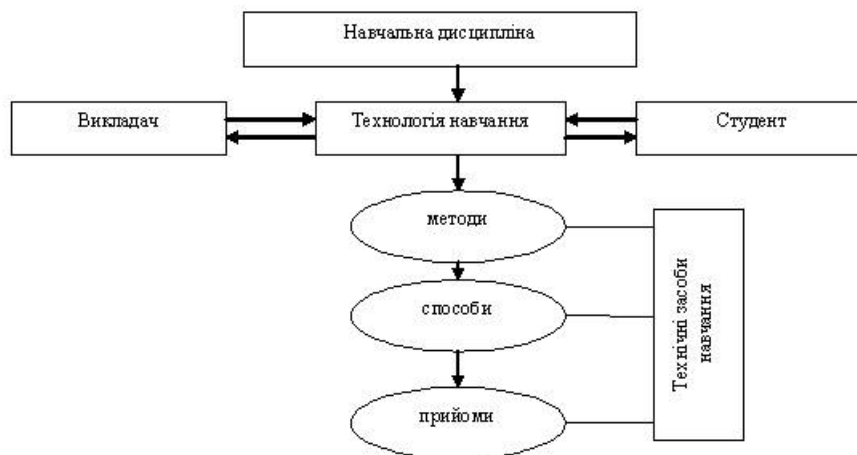 Навчальна дисципліна
Викладач
Технологія навчання
Студент
методи
способи
прийоми
Технічні засоби
навчання